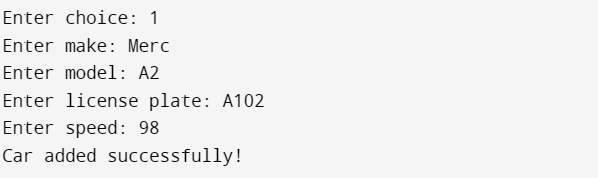 Enter choice: 1
Enter make: Merc
Enter model: A2
Enter license plate: A102
Enter speed: 98
Car added successfully!